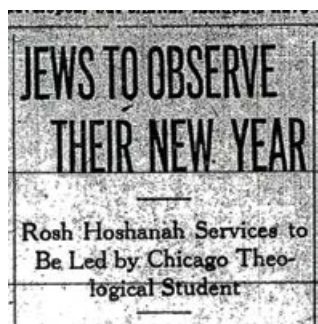 JEWS TO OBSERVE
THEIR NEW YEAR
Rosh Hoshanah Services to
Be Led by Chicago Theo-
logical Student